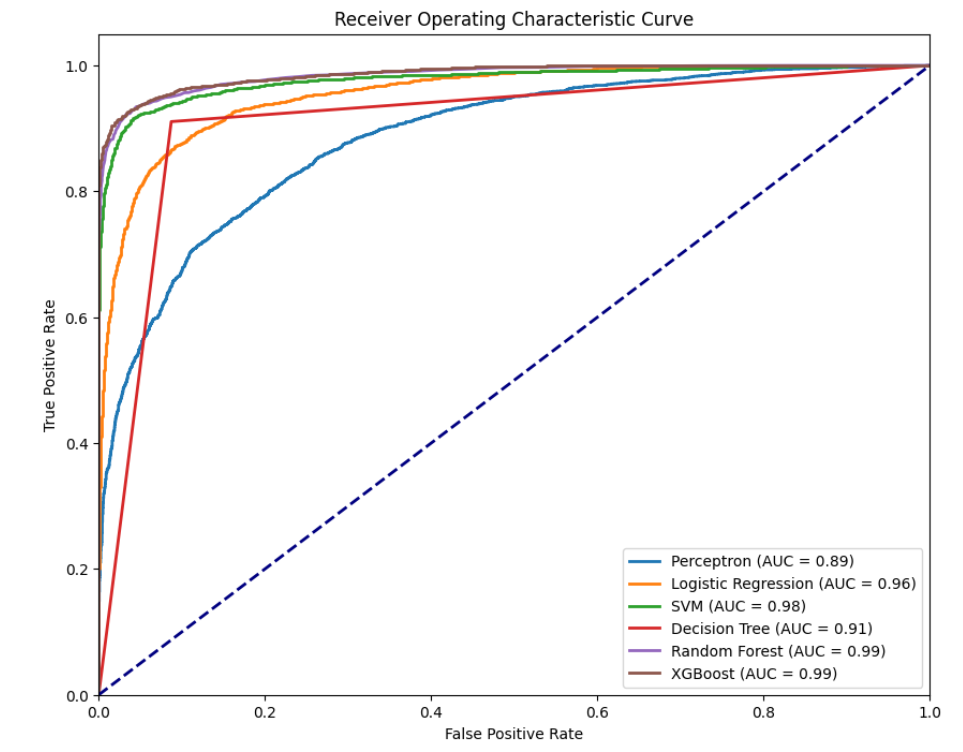 Receiver Operating Characteristic Curve
1.0
0.8
0.6
0.4
0.2
0.0
True Positive Rate
Perceptron (AUC = 0.89)
Logistic Regression (AUC = 0.96)
SVM (AUC = 0.98)
Decision Tree (AUC = 0.91)
Random Forest (AUC = 0.99)
XGBoost (AUC = 0.99)
0.0 0.2 0.4 0.6 0.8 1.0
False Positive Rate